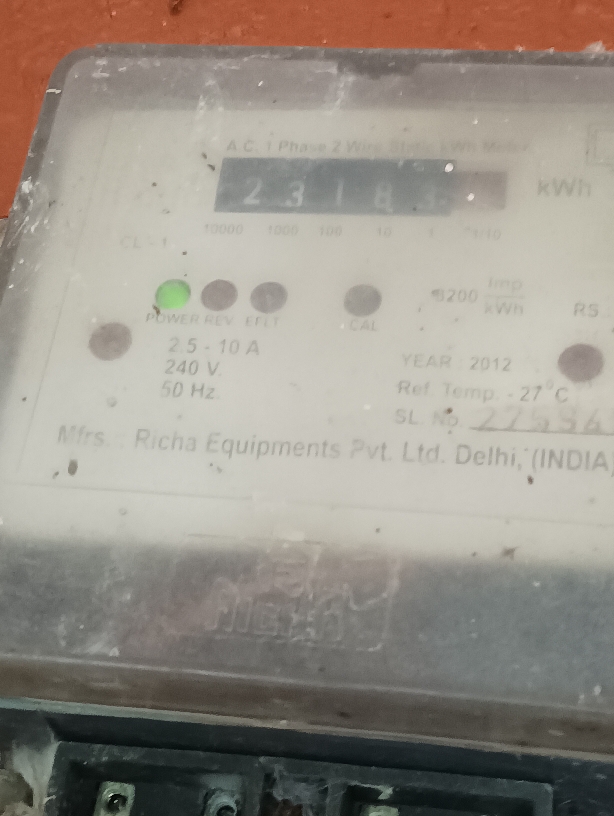 A.C. 1 Phase 2 Wire Static kWh Meter
2 3 1 8 3 kWh
10000 1000 100 10 1 1/10
CL - 1
POWER REV EFLT CAL
3200 Imp/kWh
RS
2.5 - 10 A
240 V.
50 Hz.
YEAR : 2012
Ref. Temp. - 27°C
SL. No.
Mfrs. : Richa Equipments Pvt. Ltd. Delhi, (INDIA)